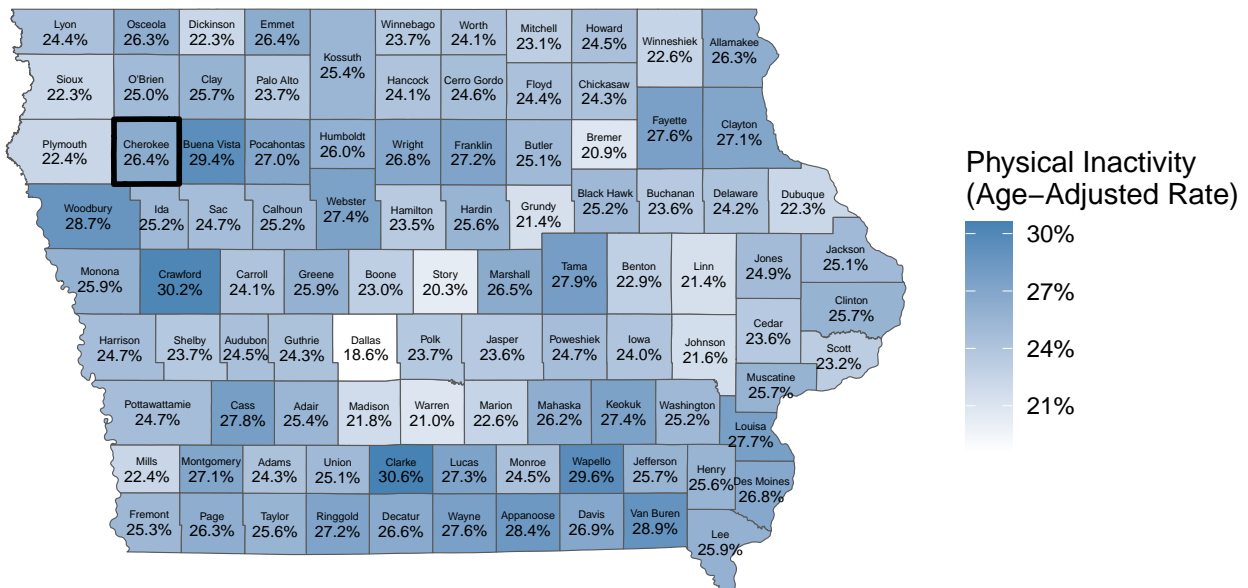 Lyon
24.4%
Osceola
26.3%
Dickinson
22.3%
Emmet
26.4%
Kossuth
25.4%
Winnebago
23.7%
Worth
24.1%
Mitchell
23.1%
Howard
24.5%
Winneshiek
22.6%
Allamakee
26.3%
Sioux
22.3%
O'Brien
25.0%
Clay
25.7%
Palo Alto
23.7%
Hancock
24.1%
Cerro Gordo
24.6%
Floyd
24.4%
Chickasaw
24.3%
Plymouth
22.4%
Cherokee
26.4%
Buena Vista
29.4%
Pocahontas
27.0%
Humboldt
26.0%
Wright
26.8%
Franklin
27.2%
Butler
25.1%
Bremer
20.9%
Fayette
27.6%
Clayton
27.1%
Woodbury
28.7%
Ida
25.2%
Sac
24.7%
Calhoun
25.2%
Webster
27.4%
Hamilton
23.5%
Hardin
25.6%
Grundy
21.4%
Black Hawk
25.2%
Buchanan
23.6%
Delaware
24.2%
Dubuque
22.3%
Monona
25.9%
Crawford
30.2%
Carroll
24.1%
Greene
25.9%
Boone
23.0%
Story
20.3%
Marshall
26.5%
Tama
27.9%
Benton
22.9%
Linn
21.4%
Jones
24.9%
Jackson
25.1%
Clinton
25.7%
Harrison
24.7%
Shelby
23.7%
Audubon
24.5%
Guthrie
24.3%
Dallas
18.6%
Polk
23.7%
Jasper
23.6%
Poweshiek
24.7%
Iowa
24.0%
Johnson
21.6%
Cedar
23.6%
Scott
23.2%
Muscatine
25.7%
Pottawattamie
24.7%
Cass
27.8%
Adair
25.4%
Madison
21.8%
Warren
21.0%
Marion
22.6%
Mahaska
26.2%
Keokuk
27.4%
Washington
25.2%
Louisa
27.7%
Mills
22.4%
Montgomery
27.1%
Adams
24.3%
Union
25.1%
Clarke
30.6%
Lucas
27.3%
Monroe
24.5%
Wapello
29.6%
Jefferson
25.7%
Henry
25.6%
Des Moines
26.8%
Fremont
25.3%
Page
26.3%
Taylor
25.6%
Ringgold
27.2%
Decatur
26.6%
Wayne
27.6%
Appanoose
28.4%
Davis
26.9%
Van Buren
28.9%
Lee
25.9%
Physical Inactivity
(Age−Adjusted Rate)
30%
27%
24%
21%